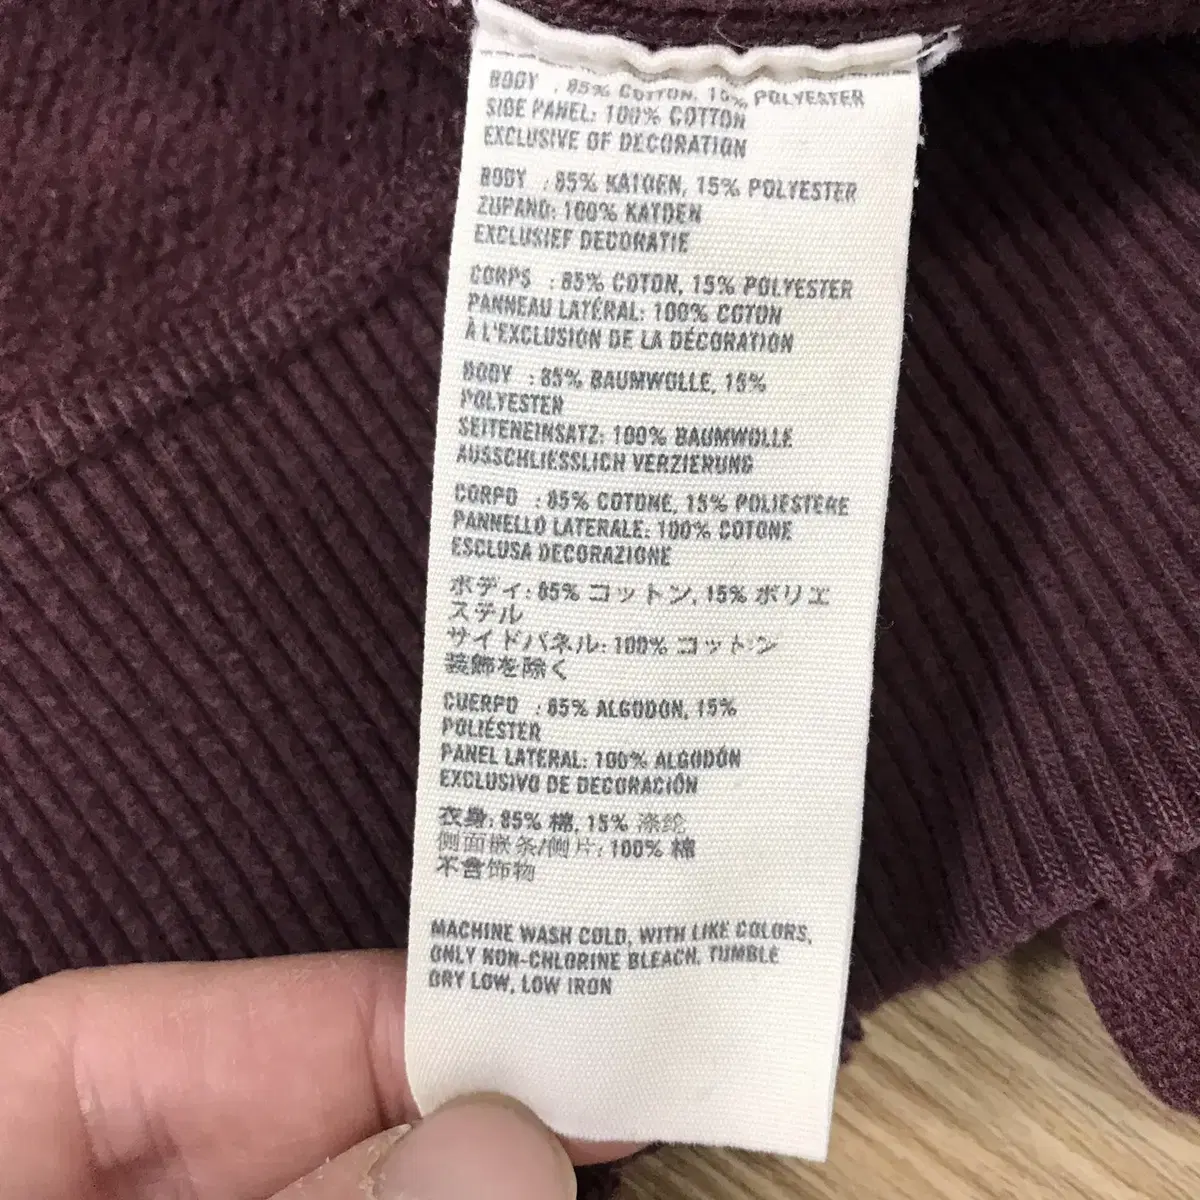 BODY : 85% COTTON, 15% POLYESTER
SIDE PANEL: 100% COTTON
EXCLUSIVE OF DECORATION
BODY : 85% KATOEN, 15% POLYESTER
ZIJPAND: 100% KATOEN
EXCLUSIEF DECORATIE
CORPS : 85% COTON, 15% POLYESTER
PANNEAU LATÉRAL: 100% COTON
À L'EXCLUSION DE LA DÉCORATION
BODY : 85% BAUMWOLLE, 15%
POLYESTER
SEITENEINSATZ: 100% BAUMWOLLE
AUSSCHLIESSLICH VERZIERUNG
CORPO : 85% COTONE, 15% POLIESTERE
PANNELLO LATERALE: 100% COTONE
ESCLUSA DECORAZIONE
ボディ: 85% コットン, 15% ポリエ
ステル
サイドパネル: 100% コットン
装飾を除く
CUERPO : 85% ALGODON, 15%
POLIÉSTER
PANEL LATERAL: 100% ALGODÓN
EXCLUSIVO DE DECORACIÓN
衣身: 85% 棉, 15% 涤纶
侧面嵌条/侧片: 100% 棉
不含饰物
MACHINE WASH COLD, WITH LIKE COLORS,
ONLY NON-CHLORINE BLEACH, TUMBLE
DRY LOW, LOW IRON